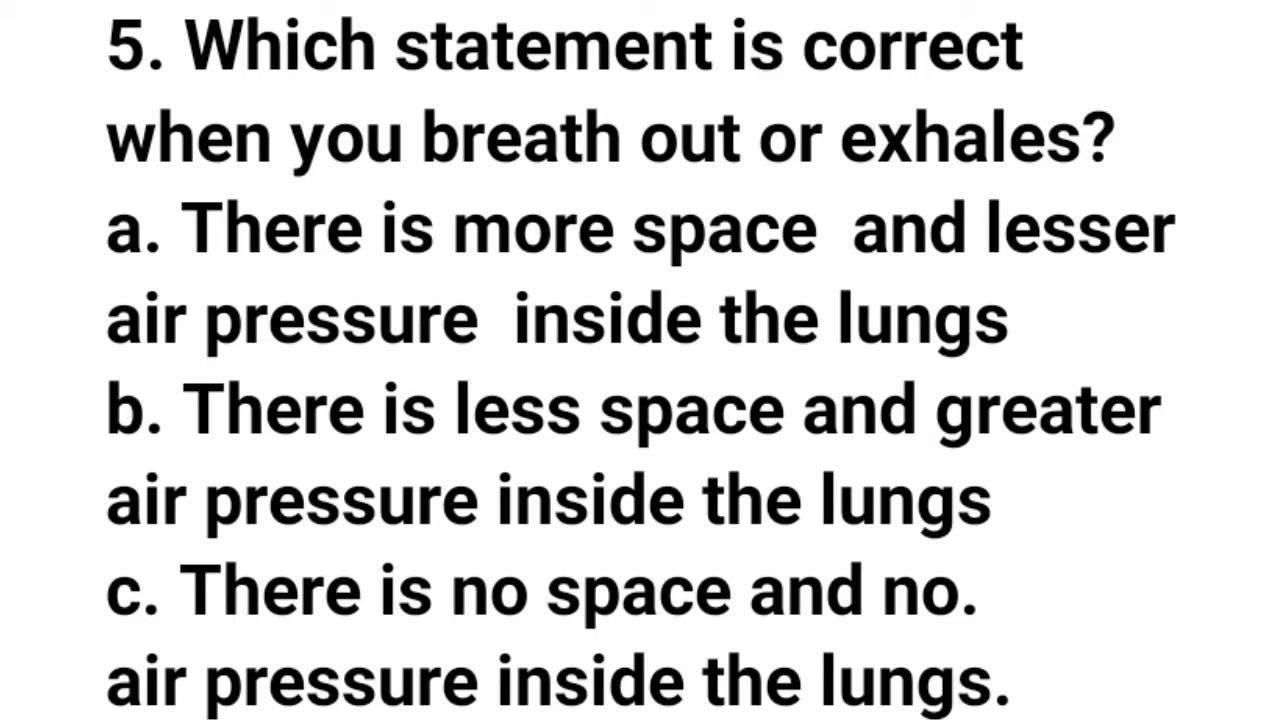 5. Which statement is correct
when you breath out or exhales?
a. There is more space  and lesser
air pressure  inside the lungs
b. There is less space and greater
air pressure inside the lungs
c. There is no space and no.
air pressure inside the lungs.